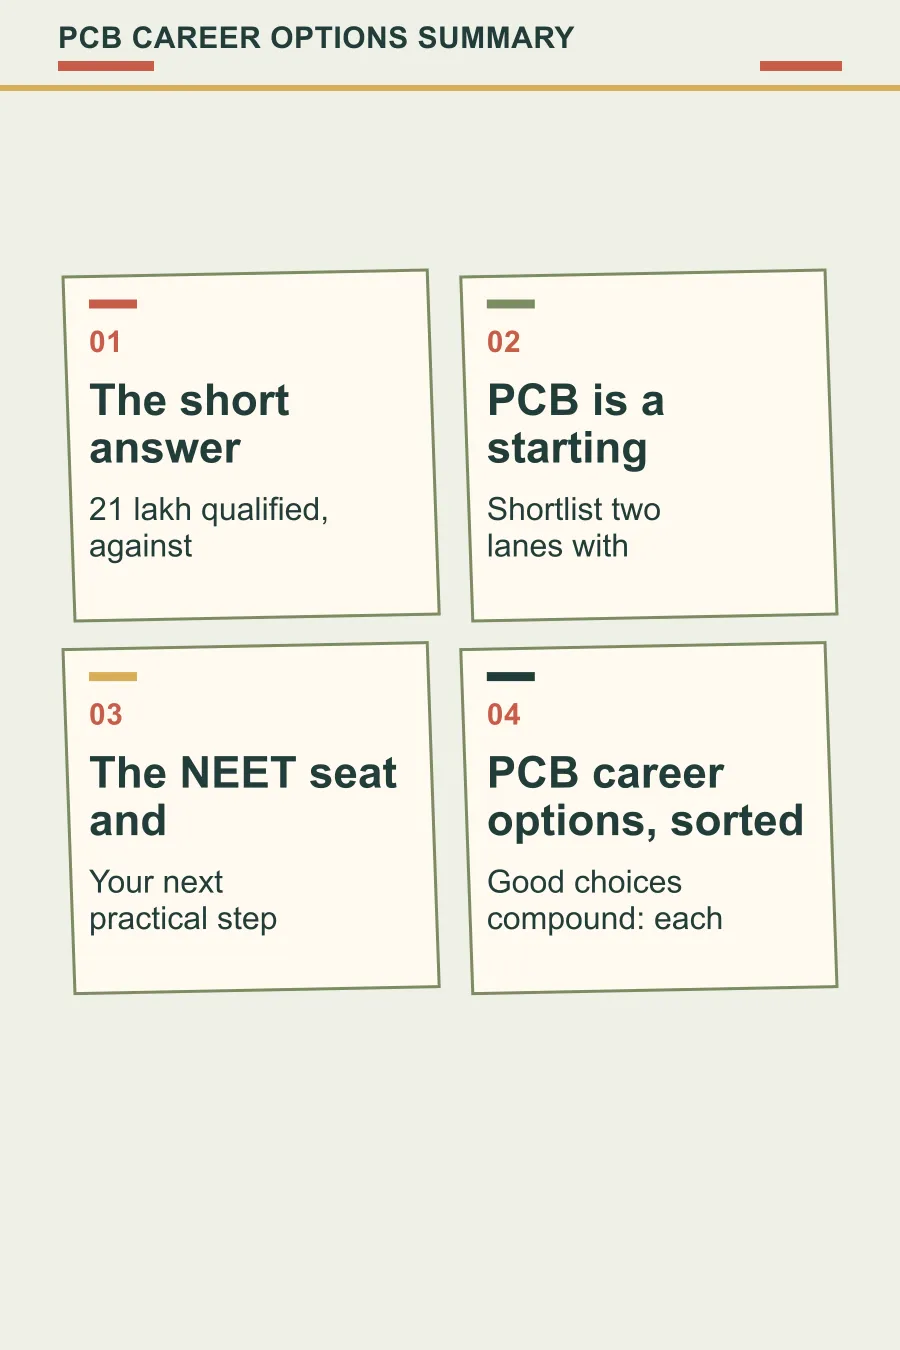 PCB CAREER OPTIONS SUMMARY
01
The short
answer
21 lakh qualified,
against
02
PCB is a
starting
Shortlist two
lanes with
03
The NEET seat
and
Your next
practical step
04
PCB career
options, sorted
Good choices
compound: each